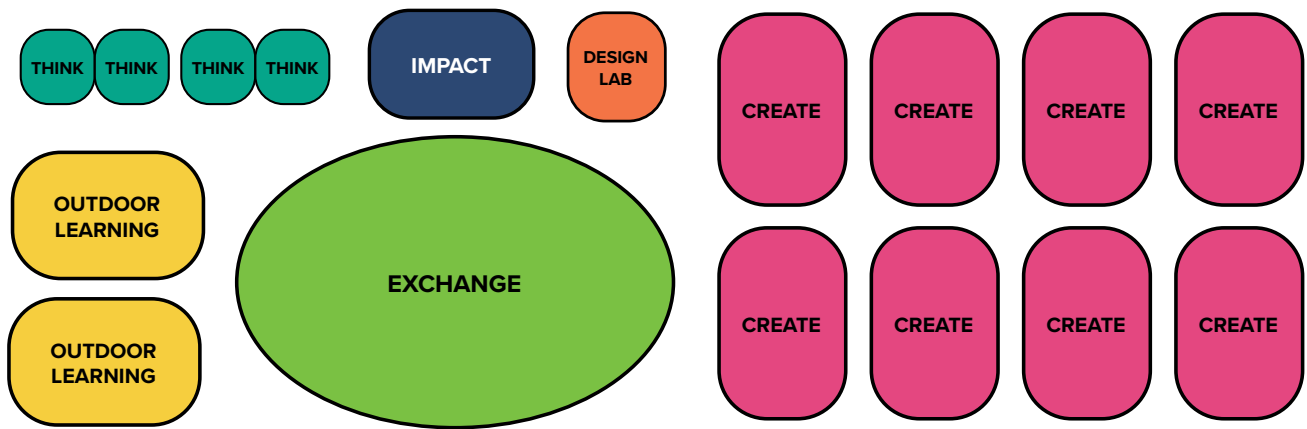 THINK THINK THINK THINK
IMPACT
DESIGN
LAB
CREATE CREATE CREATE CREATE
OUTDOOR
LEARNING
EXCHANGE
OUTDOOR
LEARNING
CREATE CREATE CREATE CREATE